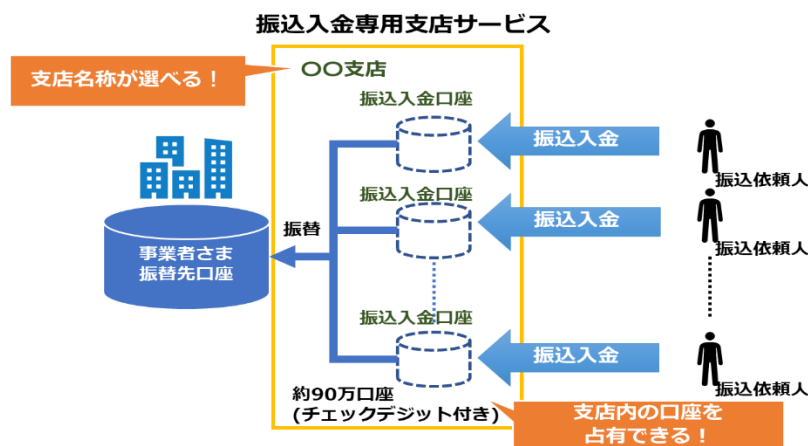 振込入金専用支店サービス
支店名称が選べる！
〇〇支店
振込入金口座
振込入金
振込依頼人
振込入金口座
振込入金
振込依頼人
振替
事業者さま
振替先口座
振込入金口座
振込入金
振込依頼人
約90万口座
(チェックデジット付き)
支店内の口座を
占有できる！